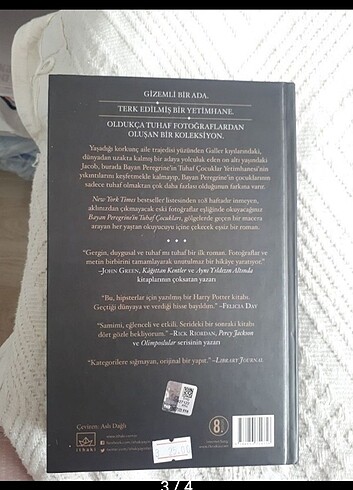 GİZEMLİ BİR ADA.
TERK EDİLMİŞ BİR YETİMHANE.
OLDUKÇA TUHAF FOTOĞRAFLARDAN
OLUŞAN BİR KOLEKSİYON.
Yaşadığı korkunç aile trajedisi yüzünden Galler kıyılarındaki,
dünyadan uzakta kalmış bir adaya yolculuk eden on altı yaşındaki
Jacob, burada Bayan Peregrine'in Tuhaf Çocuklar Yetimhanesi'nin
yıkıntılarını keşfetmekle kalmayıp, Bayan Peregrine'in çocuklarının
sadece tuhaf olmaktan çok daha fazlası olduğunun farkına varır.
New York Times bestseller listesinden 108 haftadır inmeyen,
aklınızdan çıkmayacak eski fotoğraflar eşliğinde okuyacağınız
Bayan Peregrine'in Tuhaf Çocukları, gölgelerde geçen bir macera
arayan her yaştan okuyucuyu içine çekecek eşsiz bir roman.
"Gergin, duygusal ve tuhaf mı tuhaf bir ilk roman. Fotoğraflar ve
metin birbirini tamamlayarak unutulmaz bir hikâye yaratıyor."
–JOHN GREEN, Kâğıttan Kentler ve Aynı Yıldızın Altında
kitaplarının çoksatan yazarı
"Bu, hipsterlar için yazılmış bir Harry Potter kitabı.
Geçtiği dünyaya ve verdiği hisse bayıldım." –FELICIA DAY
"Samimi, eğlenceli ve etkili. Serideki bir sonraki kitabı
dört gözle bekliyorum." –RICK RIORDAN, Percy Jackson
ve Olimposlular serisinin yazarı
"Kategorilere sığmayan, orijinal bir yapıt." –LIBRARY JOURNAL
Çeviren: Aslı Dağlı
ithaki
8
3 / 4